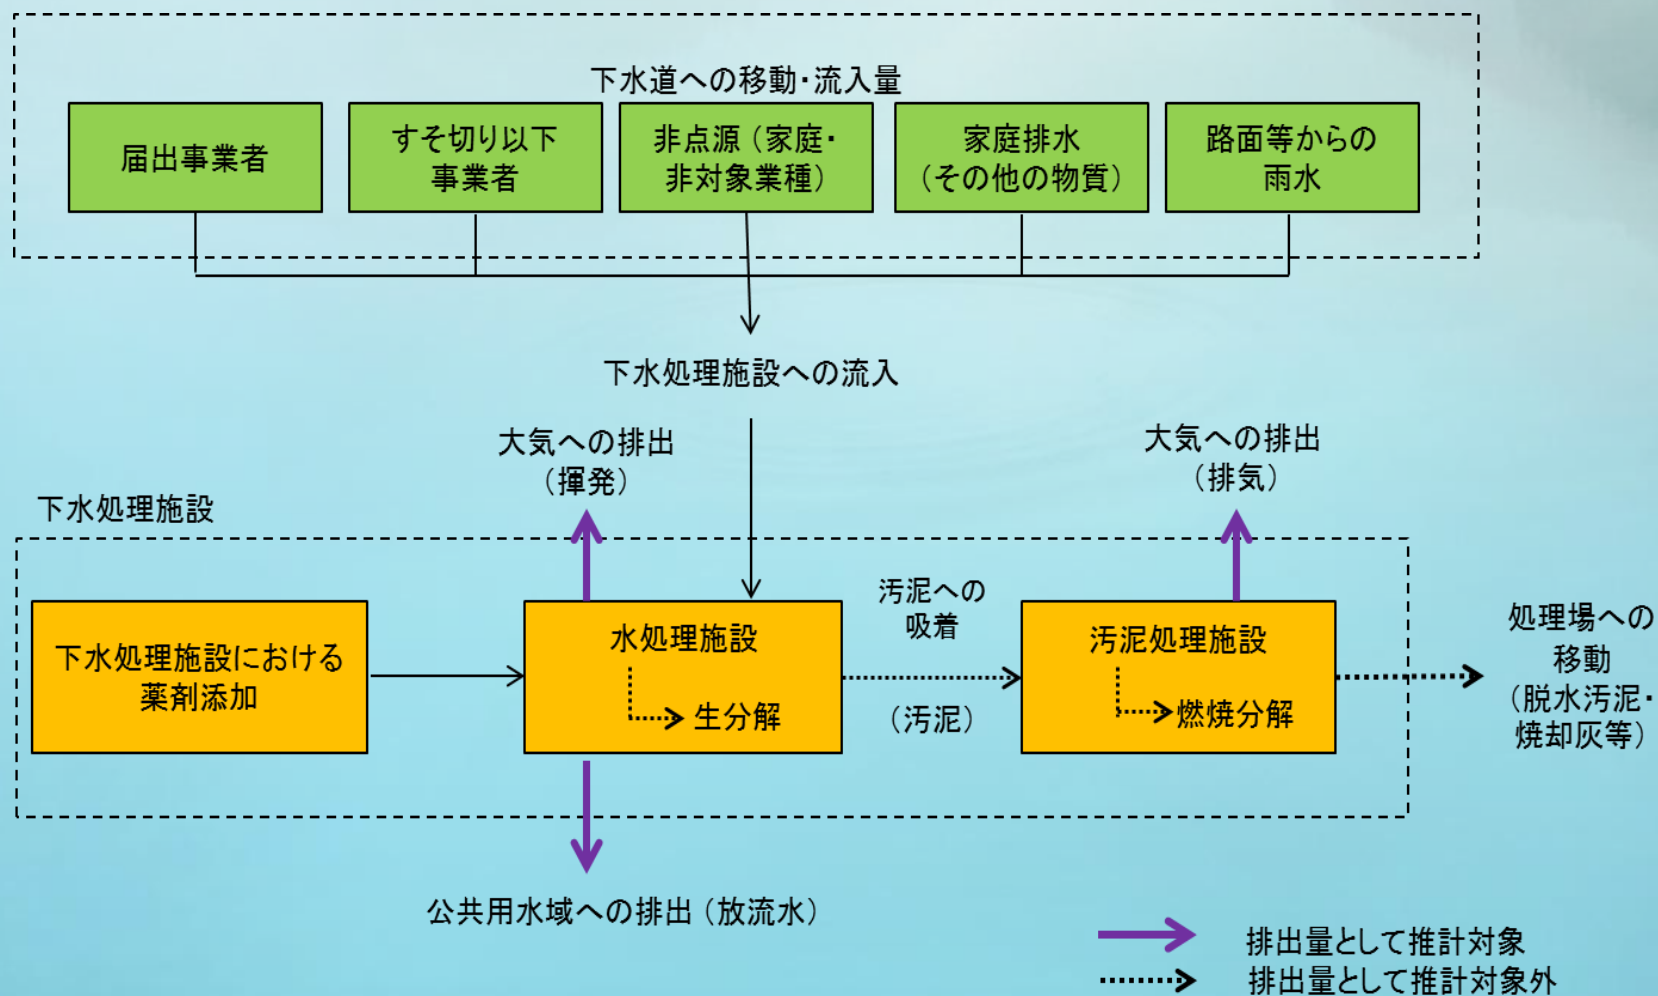 下水道への移動・流入量
届出事業者
すそ切り以下
事業者
非点源（家庭・
非対象業種）
家庭排水
（その他の物質）
路面等からの
雨水
下水処理施設への流入
大気への排出
（揮発）
大気への排出
（排気）
下水処理施設
下水処理施設における
薬剤添加
水処理施設
生分解
汚泥への
吸着
（汚泥）
汚泥処理施設
燃焼分解
処理場への
移動
（脱水汚泥・
焼却灰等）
公共用水域への排出（放流水）
排出量として推計対象
排出量として推計対象外